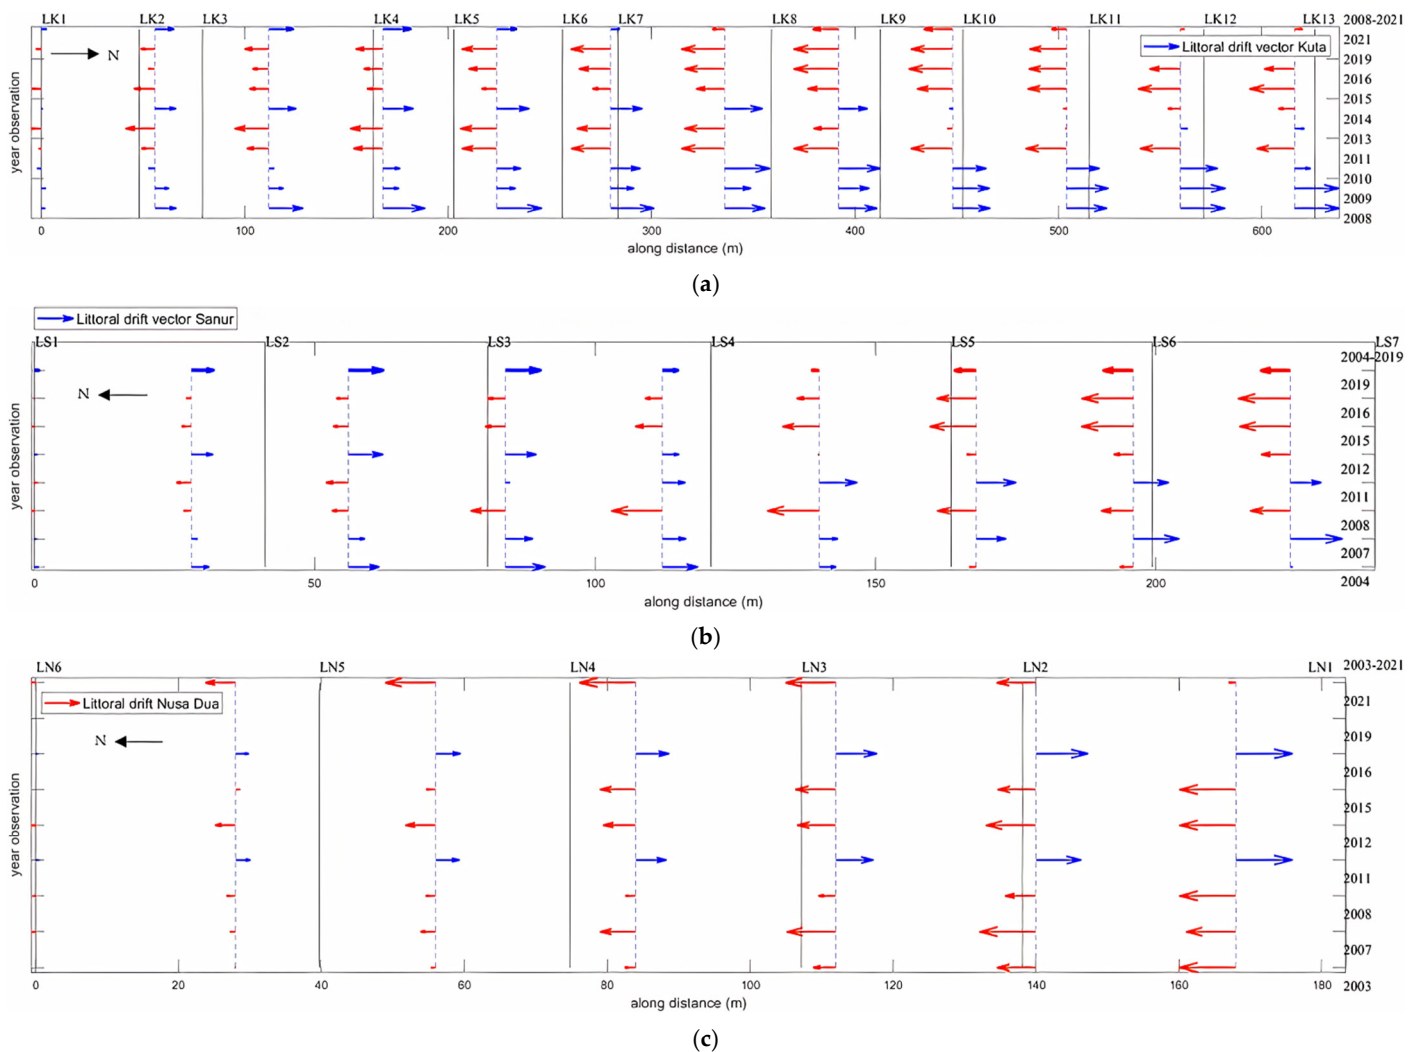 LK1 LK2 LK3 LK4 LK5 LK6 LK7 LK8 LK9 LK10 LK11 LK12 LK13 2008-2021
Littoral drift vector Kuta
N
2021
2019
2016
2015
2014
2013
2011
2010
2009
2008
year observation
0 100 200 300 400 500 600
along distance (m)
(a)
Littoral drift vector Sanur
LS1 LS2 LS3 LS4 LS5 LS6 LS7
2004-2019
N
2019
2016
2015
2012
2011
2008
2007
2004
year observation
0 50 100 150 200
along distance (m)
(b)
LN6 LN5 LN4 LN3 LN2 LN1 2003-2021
Littoral drift Nusa Dua
N
2021
2019
2016
2015
2012
2011
2008
2007
2003
year observation
0 20 40 60 80 100 120 140 160 180
along distance (m)
(c)